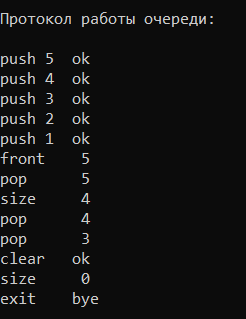 Протокол работы очереди:
push 5 ok
push 4 ok
push 3 ok
push 2 ok
push 1 ok
front 5
pop 5
size 4
pop 4
pop 3
clear ok
size 0
exit bye